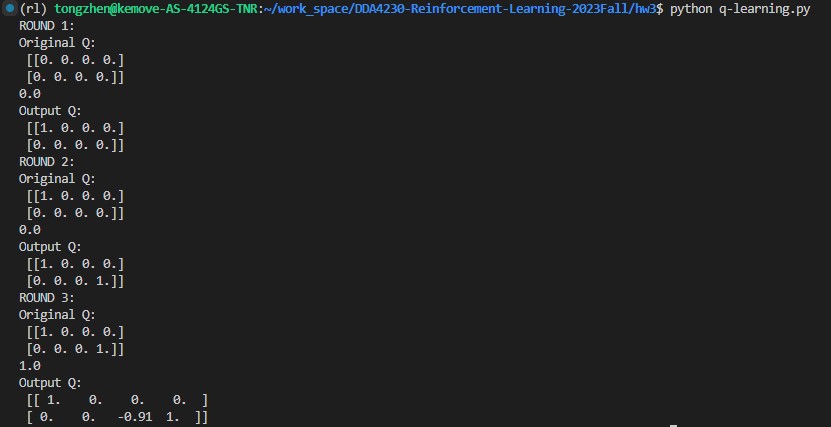 (rl) tongzhen@kemove-AS-4124GS-TNR:~/work_space/DDA4230-Reinforcement-Learning-2023Fall/hw3$ python q-learning.py
ROUND 1:
Original Q:
[[0. 0. 0. 0.]
[0. 0. 0. 0.]]
0.0
Output Q:
[[1. 0. 0. 0.]
[0. 0. 0. 0.]]
ROUND 2:
Original Q:
[[1. 0. 0. 0.]
[0. 0. 0. 0.]]
0.0
Output Q:
[[1. 0. 0. 0.]
[0. 0. 0. 1.]]
ROUND 3:
Original Q:
[[1. 0. 0. 0.]
[0. 0. 0. 1.]]
1.0
Output Q:
[[ 1.    0.    0.    0.  ]
[ 0.    0.   -0.91  1.  ]]